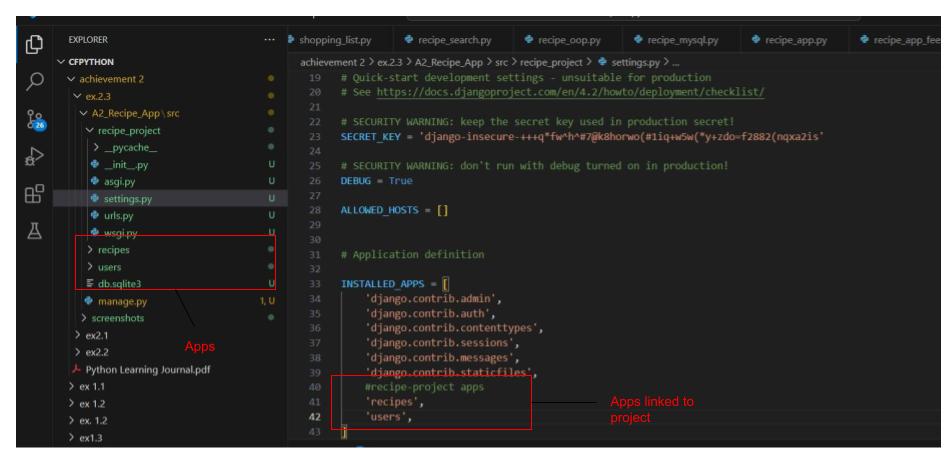 EXPLORER
CFPYTHON
achievement 2
ex.2.3
A2_Recipe_App\src
recipe_project
__pycache__
__init__.py U
asgi.py U
settings.py U
urls.py U
wsgi.py U
recipes
users
db.sqlite3 U
manage.py 1, U
screenshots
ex2.1
ex2.2
Python Learning Journal.pdf
ex 1.1
ex 1.2
ex. 1.2
ex1.3
26
Apps
shopping_list.py recipe_search.py recipe_oop.py recipe_mysql.py recipe_app.py recipe_app_fee
achievement 2 > ex.2.3 > A2_Recipe_App > src > recipe_project > settings.py > ...
19 # Quick-start development settings - unsuitable for production
20 # See https://docs.djangoproject.com/en/4.2/howto/deployment/checklist/
21
22 # SECURITY WARNING: keep the secret key used in production secret!
23 SECRET_KEY = 'django-insecure-+++q*fw^h^#7@k8horwo(#1iq+w5w(*y+zdo=f2882(nqxa2is'
24
25 # SECURITY WARNING: don't run with debug turned on in production!
26 DEBUG = True
27
28 ALLOWED_HOSTS = []
29
30
31 # Application definition
32
33 INSTALLED_APPS = [
34 'django.contrib.admin',
35 'django.contrib.auth',
36 'django.contrib.contenttypes',
37 'django.contrib.sessions',
38 'django.contrib.messages',
39 'django.contrib.staticfiles',
40 #recipe-project apps
41 'recipes',
42 'users',
43 ]
Apps linked to
project